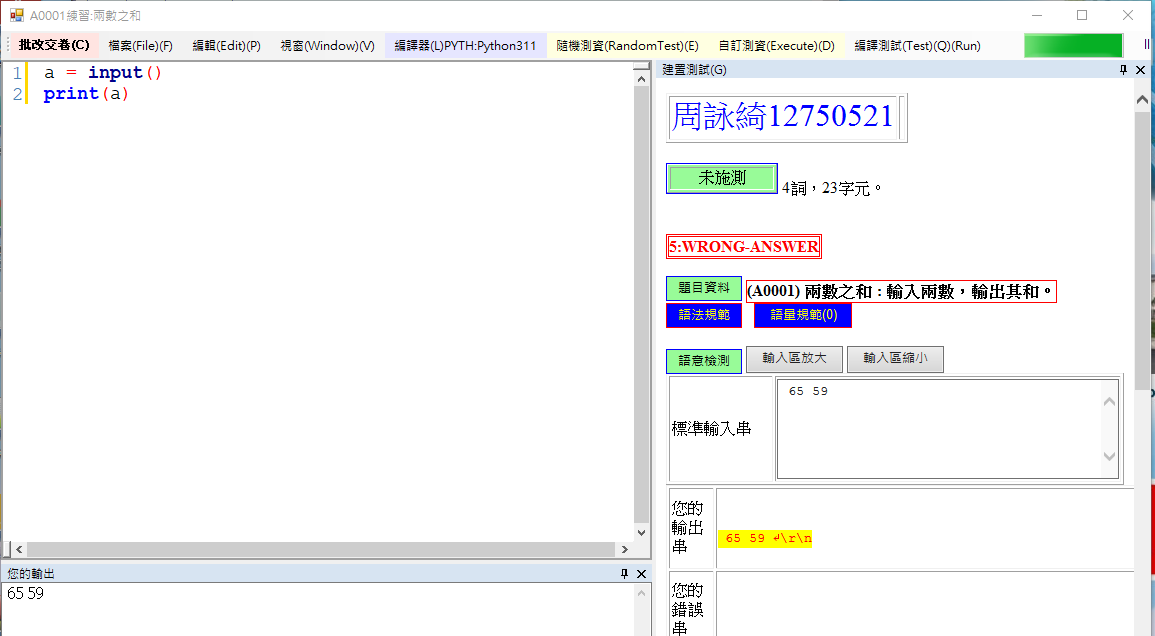 A0001練習:兩數之和
批改交卷(C) 檔案(File)(F) 編輯(Edit)(P) 視窗(Window)(V) 編譯器(L)PYTH:Python311 隨機測資(RandomTest)(E) 自訂測資(Execute)(D) 編譯測試(Test)(Q)(Run)
1 a = input()
2 print(a)
建置測試(G)
周詠綺12750521
未施測 4詞，23字元。
5:WRONG-ANSWER
題目資料 (A0001) 兩數之和 : 輸入兩數，輸出其和。
語法規範 語量規範(0)
語意檢測 輸入區放大 輸入區縮小
標準輸入串 65 59
您的
輸出
串
65 59 ↲\r\n
您的
錯誤
串
您的輸出
65 59